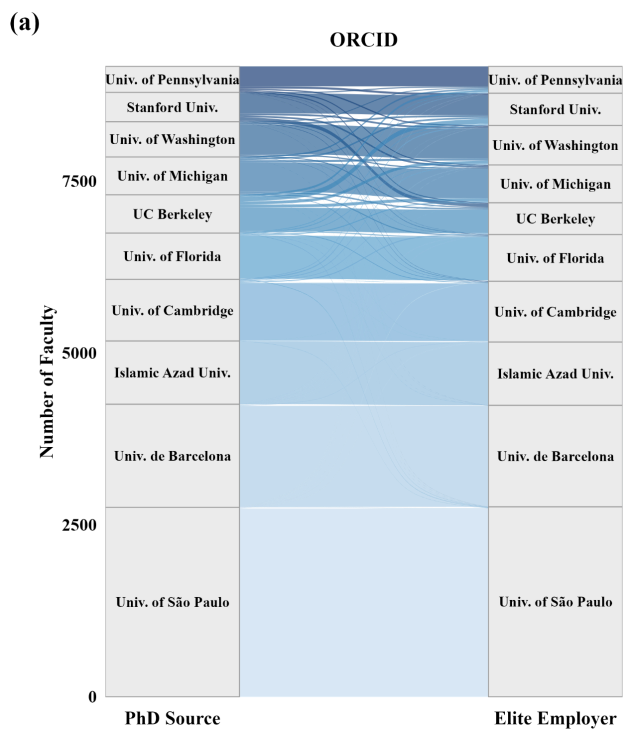 (a)
ORCID
Univ. of Pennsylvania
Stanford Univ.
Univ. of Washington
Univ. of Michigan
UC Berkeley
Univ. of Florida
Univ. of Cambridge
Islamic Azad Univ.
Univ. de Barcelona
Univ. of São Paulo
Univ. of Pennsylvania
Stanford Univ.
Univ. of Washington
Univ. of Michigan
UC Berkeley
Univ. of Florida
Univ. of Cambridge
Islamic Azad Univ.
Univ. de Barcelona
Univ. of São Paulo
7500
5000
2500
0
Number of Faculty
PhD Source
Elite Employer